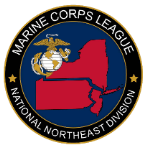 MARINE CORPS LEAGUE
NATIONAL NORTHEAST DIVISION